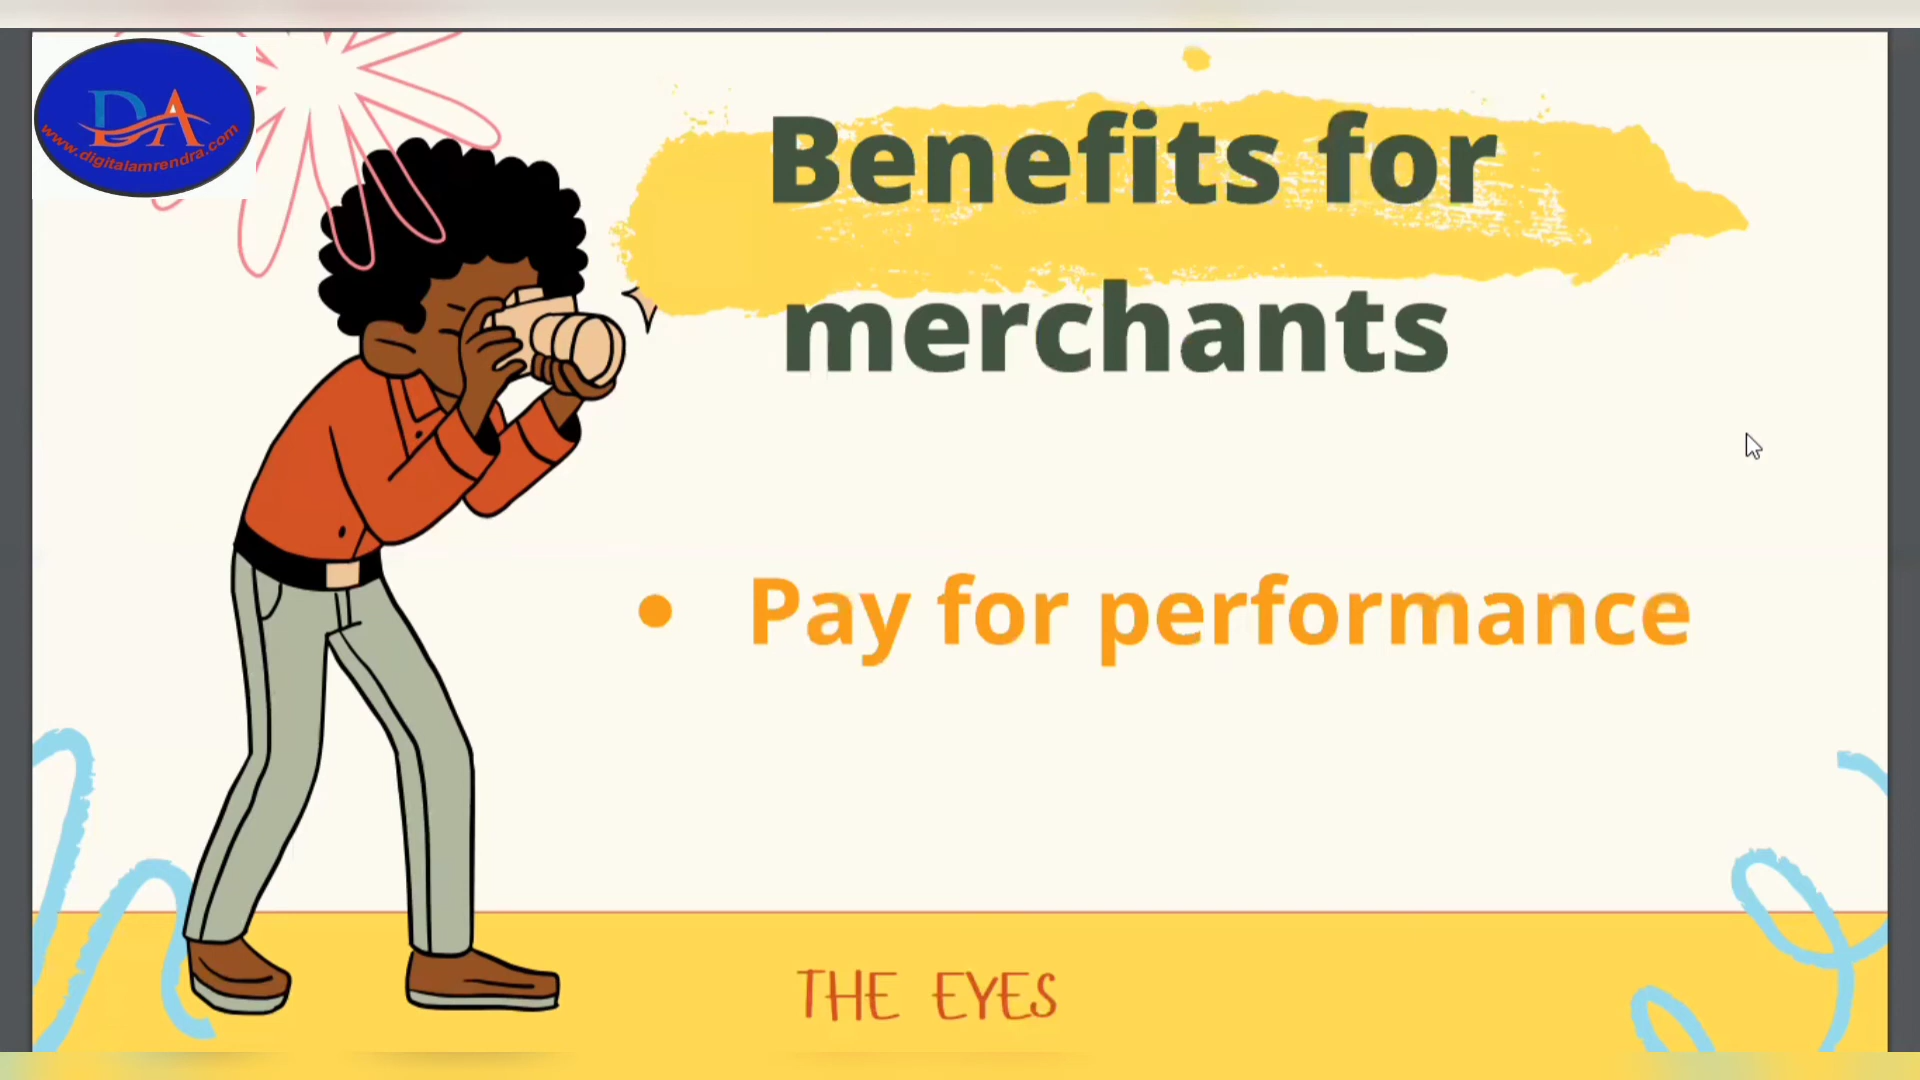 DA
www.digitalamrendra.com
Benefits for
merchants
• Pay for performance
THE EYES